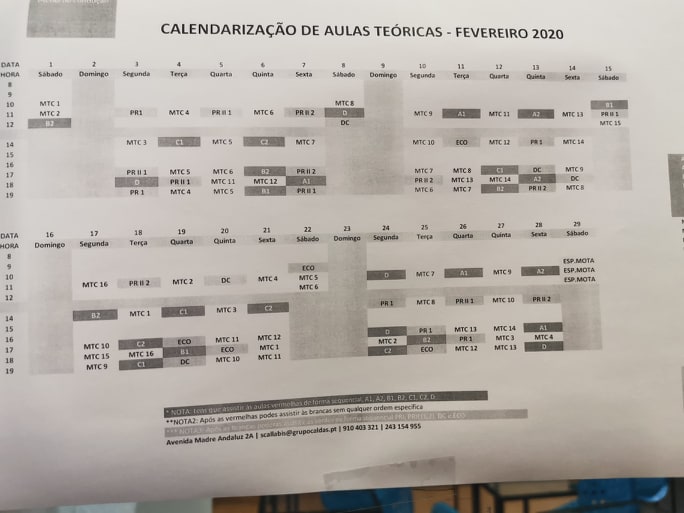 CALENDARIZAÇÃO DE AULAS TEÓRICAS - FEVEREIRO 2020
DATA 1 2 3 4 5 6 7 8 9 10 11 12 13 14 15
HORA Sábado Domingo Segunda Terça Quarta Quinta Sexta Sábado Domingo Segunda Terça Quarta Quinta Sexta Sábado
8
9
10 MTC 1 MTC 8 B1
11 MTC 2 PR1 MTC 4 PR II 1 MTC 6 PR II 2 D MTC 9 A1 MTC 11 A2 MTC 13 PR II 1
12 B2 DC MTC 15
14 MTC 3 C1 MTC 5 C2 MTC 7 MTC 10 ECO MTC 12 PR 1 MTC 14
15
16
17 PR II 1 MTC 5 MTC 6 B2 PR II 2 MTC 7 MTC 8 C1 DC MTC 9
18 D PR II 1 MTC 11 MTC 12 A1 PR II 2 MTC 13 MTC 14 A2 DC
19 PR 1 MTC 4 MTC 5 B1 PR II 1 MTC 6 MTC 7 B2 PR II 2 MTC 8
DATA 16 17 18 19 20 21 22 23 24 25 26 27 28 29
HORA Domingo Segunda Terça Quarta Quinta Sexta Sábado Domingo Segunda Terça Quarta Quinta Sexta Sábado
8 ESP.MOTA
9 ECO ESP.MOTA
10 MTC 16 PR II 2 MTC 2 DC MTC 4 MTC 5 D MTC 7 A1 MTC 9 A2 ESP.MOTA
11 MTC 6
12 PR 1 MTC 8 PR II 1 MTC 10 PR II 2
14 B2 MTC 1 C1 MTC 3 C2
15 D PR 1 MTC 13 MTC 14 A1
16 MTC 10 C2 ECO MTC 11 MTC 12 MTC 2 B2 PR 1 MTC 3 MTC 4
17 MTC 15 MTC 16 B1 ECO MTC 1 C2 ECO MTC 12 MTC 13 D
18 MTC 9 C1 DC MTC 10 MTC 11
19
* NOTA: Tem que assistir às aulas vermelhas de forma sequencial, A1, A2, B1, B2, C1, C2, D
**NOTA2: Após as vermelhas podes assistir às brancas sem qualquer ordem específica
Avenida Madre Andaluz 2A | scallabis@grupocaldas.pt | 910 403 321 | 243 154 955